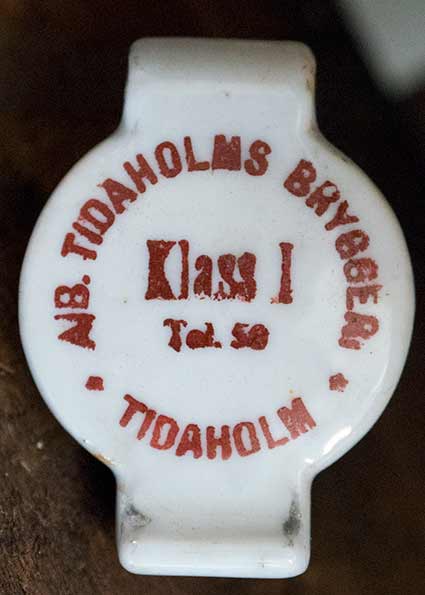 AB. TIDAHOLMS BRYGGERI
Klass I
Tel. 50
TIDAHOLM